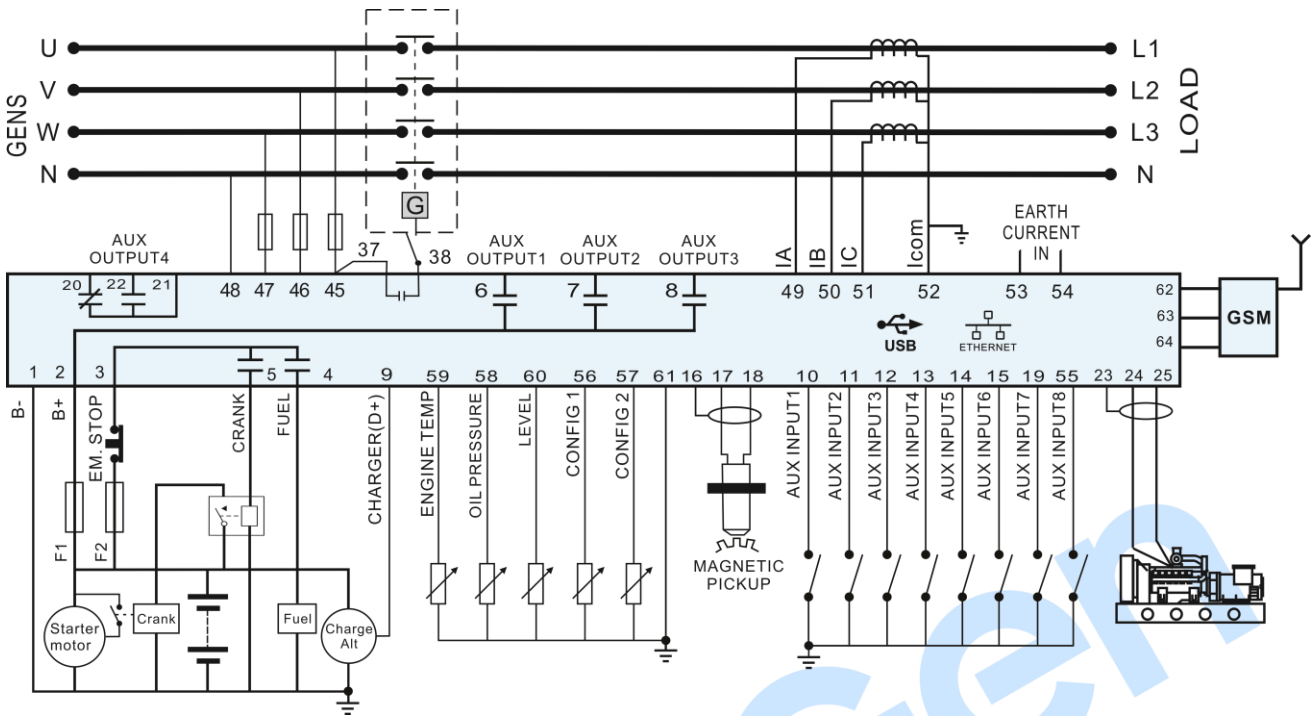 GENS
U
V
W
N
L1
L2
L3
N
LOAD
G
AUX
OUTPUT4
37
38
AUX
OUTPUT1
AUX
OUTPUT2
AUX
OUTPUT3
IA
IB
IC
Icom
EARTH
CURRENT
IN
20
22
21
48
47
46
45
6
7
8
49
50
51
52
53
54
62
63
64
GSM
USB
ETHERNET
1
2
3
5
4
9
59
58
60
56
57
61
16
17
18
10
11
12
13
14
15
19
55
23
24
25
B-
B+
EM. STOP
CRANK
FUEL
CHARGER(D+)
ENGINE TEMP
OIL PRESSURE
LEVEL
CONFIG 1
CONFIG 2
MAGNETIC
PICKUP
AUX INPUT1
AUX INPUT2
AUX INPUT3
AUX INPUT4
AUX INPUT5
AUX INPUT6
AUX INPUT7
AUX INPUT8
F1
F2
Starter
motor
Crank
Fuel
Charge
Alt
gen